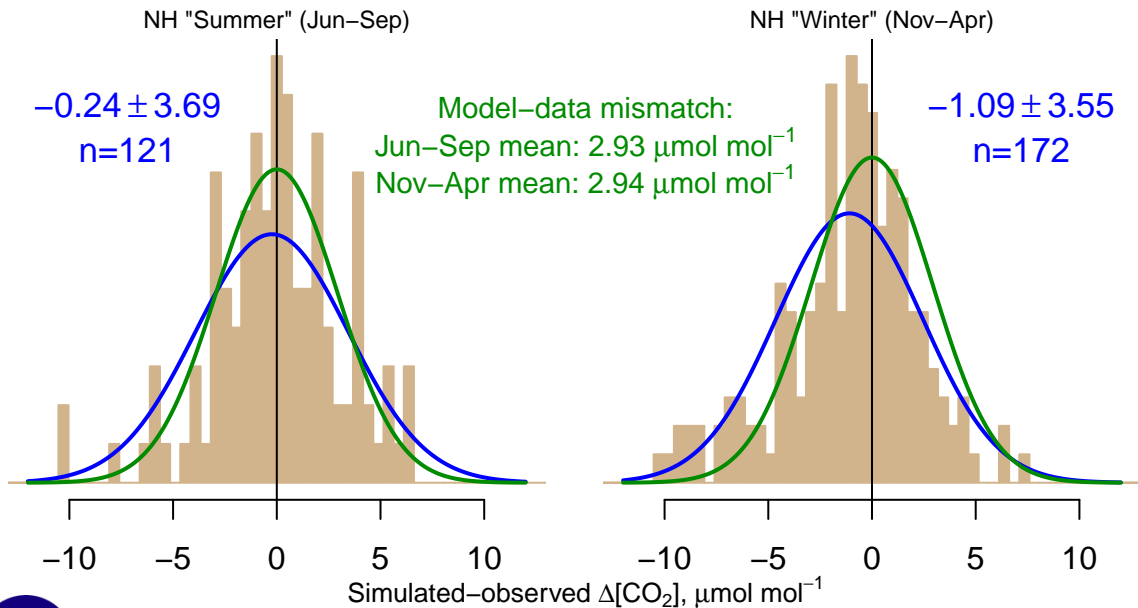 NH "Summer" (Jun−Sep)
−0.24 ± 3.69
n=121
−10 −5 0 5 10
Model−data mismatch:
Jun−Sep mean: 2.93 μmol mol⁻¹
Nov−Apr mean: 2.94 μmol mol⁻¹
NH "Winter" (Nov−Apr)
−1.09 ± 3.55
n=172
−10 −5 0 5 10
Simulated−observed Δ[CO₂], μmol mol⁻¹